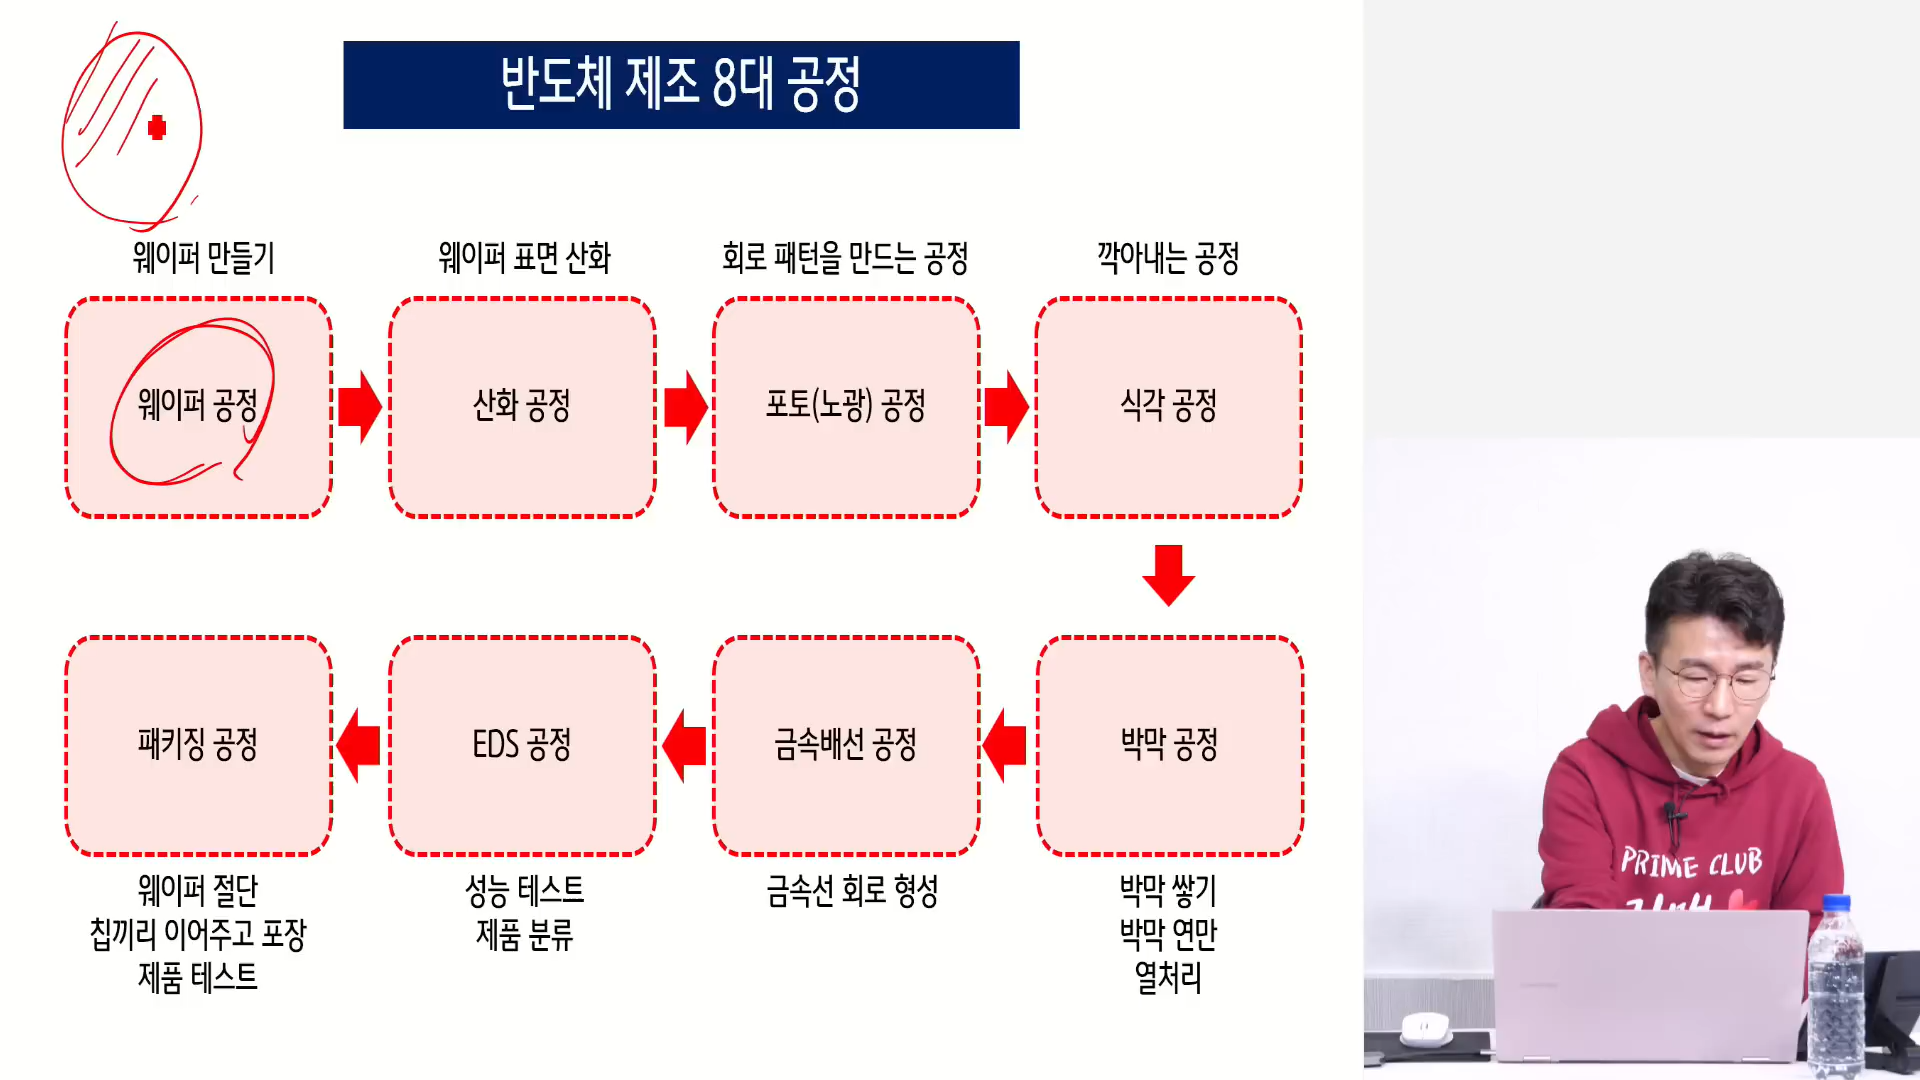 반도체 제조 8대 공정
웨이퍼 만들기
웨이퍼 표면 산화
회로 패턴을 만드는 공정
깍아내는 공정
웨이퍼 공정
산화 공정
포토(노광) 공정
식각 공정
패키징 공정
EDS 공정
금속배선 공정
박막 공정
웨이퍼 절단
칩끼리 이어주고 포장
제품 테스트
성능 테스트
제품 분류
금속선 회로 형성
박막 쌓기
박막 연만
열처리
PRIME CLUB